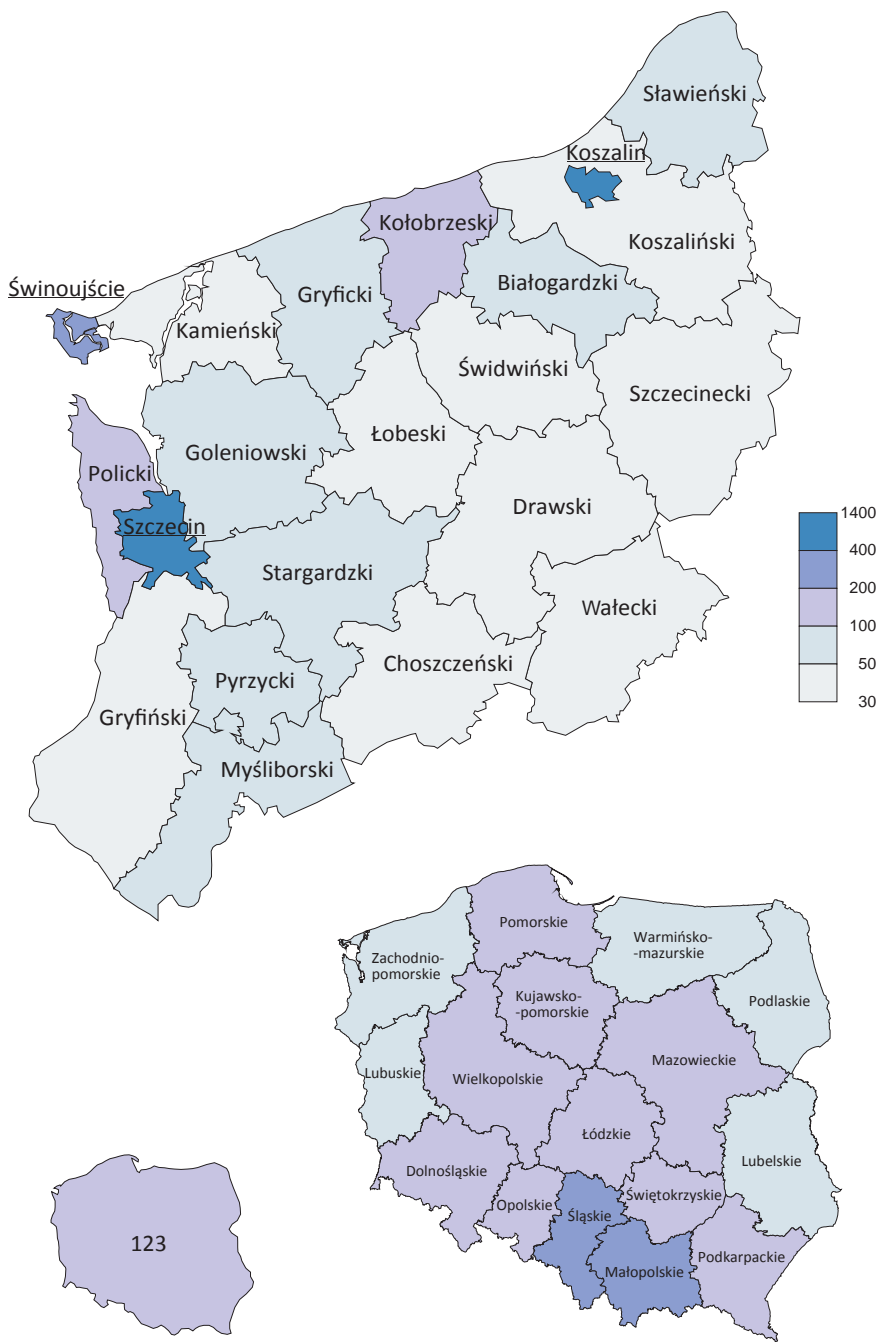 Sławieński
Koszalin
Kołobrzeski
Koszaliński
Białogardzki
Świnoujście
Gryficki
Kamieński
Świdwiński
Szczecinecki
Łobeski
Goleniowski
Policki
Drawski
Szczecin
Stargardzki
Wałecki
Choszczeński
Pyrzycki
Gryfiński
Myśliborski
1400
400
200
100
50
30
Pomorskie
Warmińsko-
-mazurskie
Zachodnio-
pomorskie
Kujawsko-
-pomorskie
Podlaskie
Mazowieckie
Lubuskie
Wielkopolskie
Łódzkie
Lubelskie
Dolnośląskie
Opolskie
Świętokrzyskie
Śląskie
Podkarpackie
Małopolskie
123